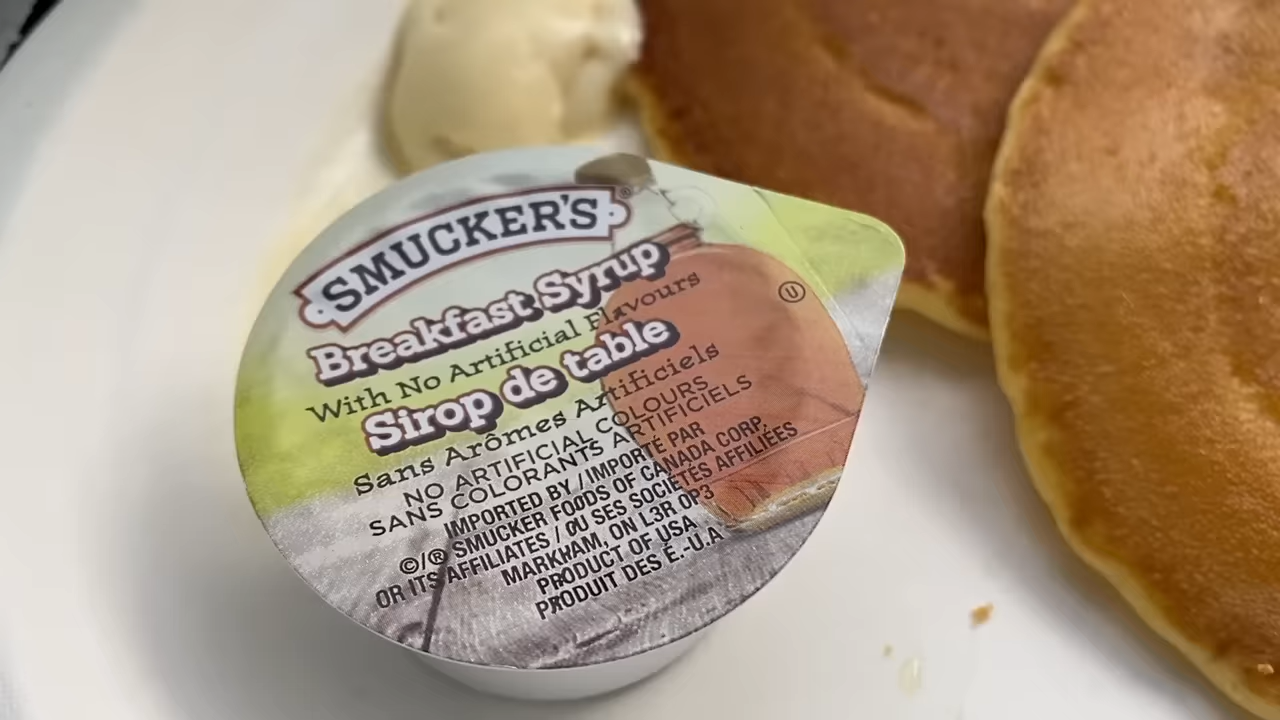 SMUCKER'S®
Breakfast Syrup
With No Artificial Flavours
Sirop de table
Sans Arômes Artificiels
NO ARTIFICIAL COLOURS
SANS COLORANTS ARTIFICIELS
IMPORTED BY / IMPORTÉ PAR
©/® SMUCKER FOODS OF CANADA CORP.
OR ITS AFFILIATES / OU SES SOCIÉTÉS AFFILIÉES
MARKHAM, ON L3R 0P3
PRODUCT OF USA
PRODUIT DES É.-U.A
U